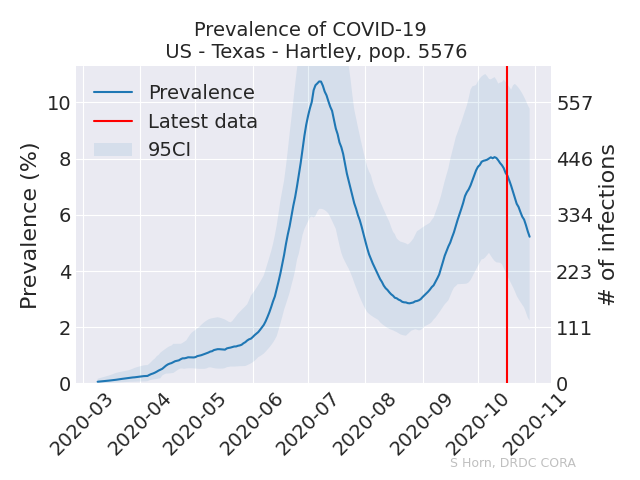 Prevalence of COVID-19
US - Texas - Hartley, pop. 5576
Prevalence
Latest data
95CI
Prevalence (%)
10
8
6
4
2
0
557
446
334
223
111
0
# of infections
2020-03
2020-04
2020-05
2020-06
2020-07
2020-08
2020-09
2020-10
2020-11
S Horn, DRDC CORA